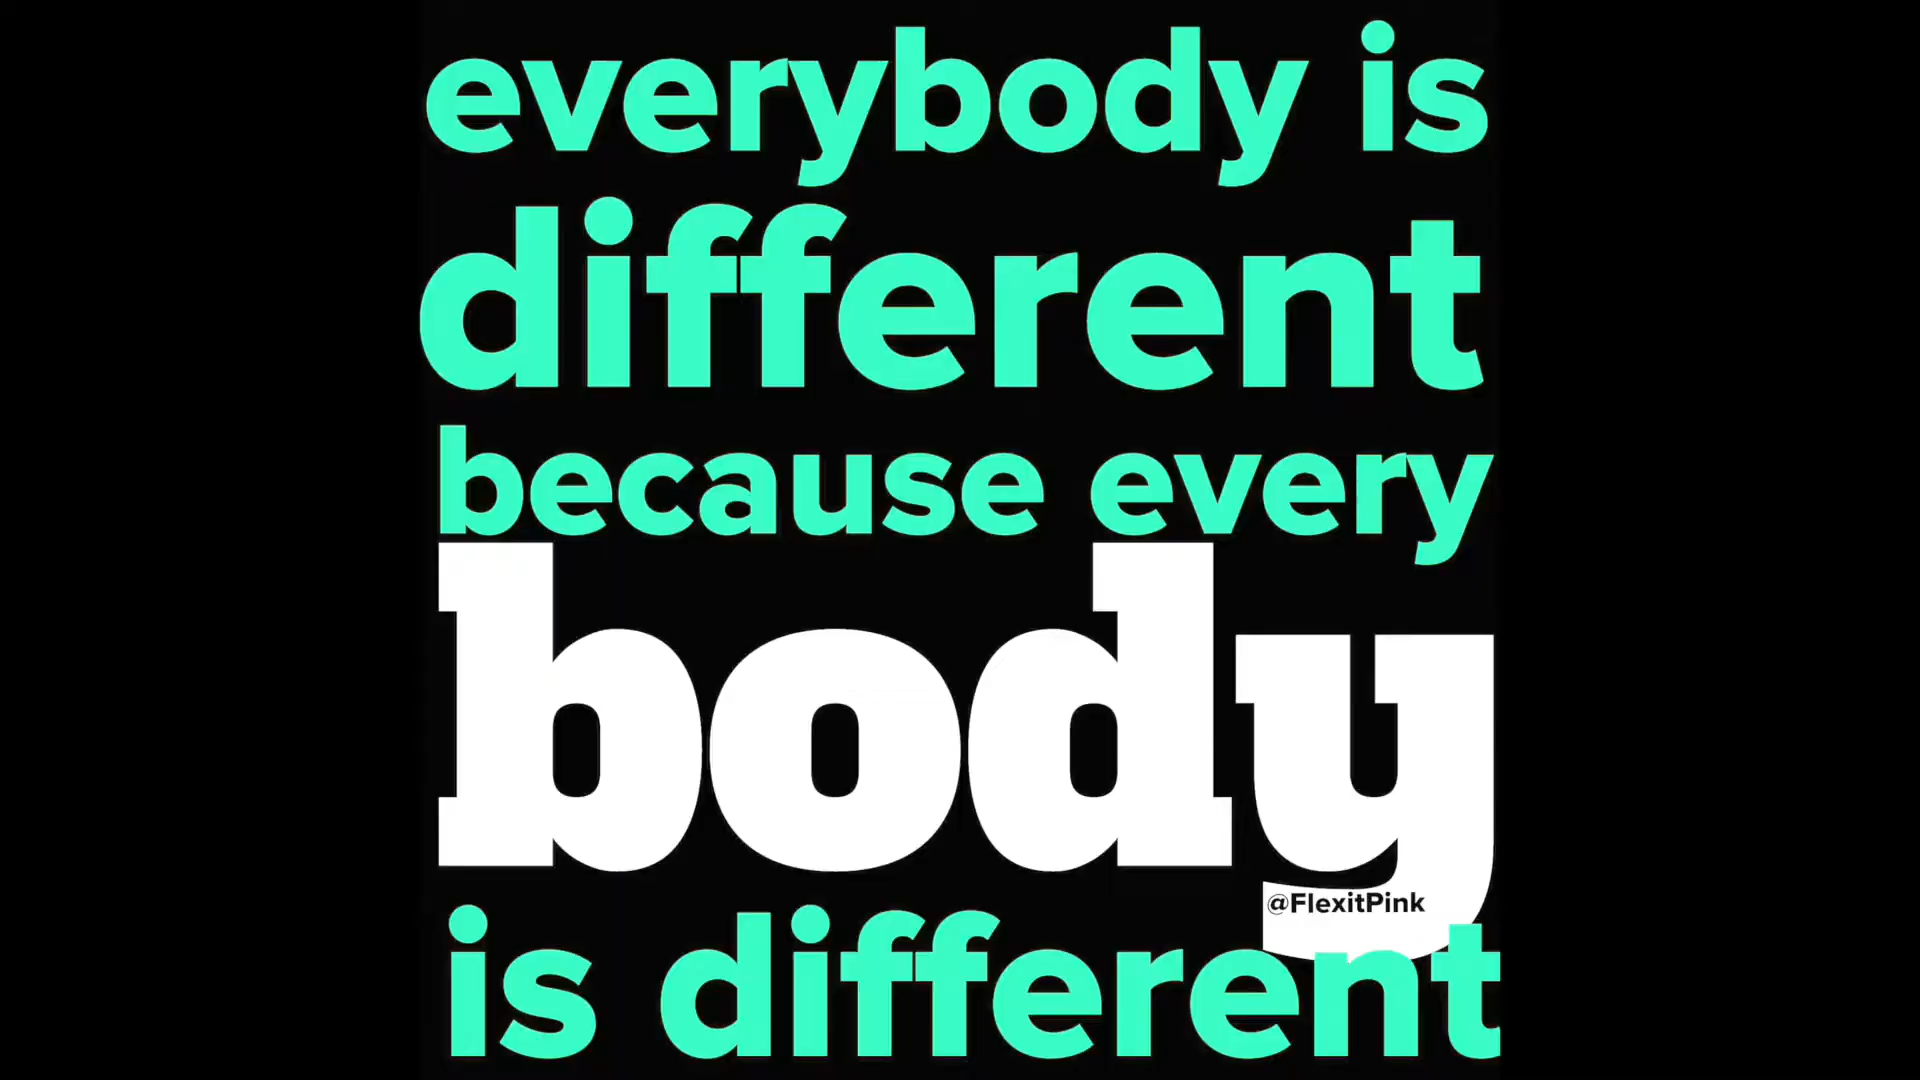 everybody is
different
because every
body
@FlexitPink
is different